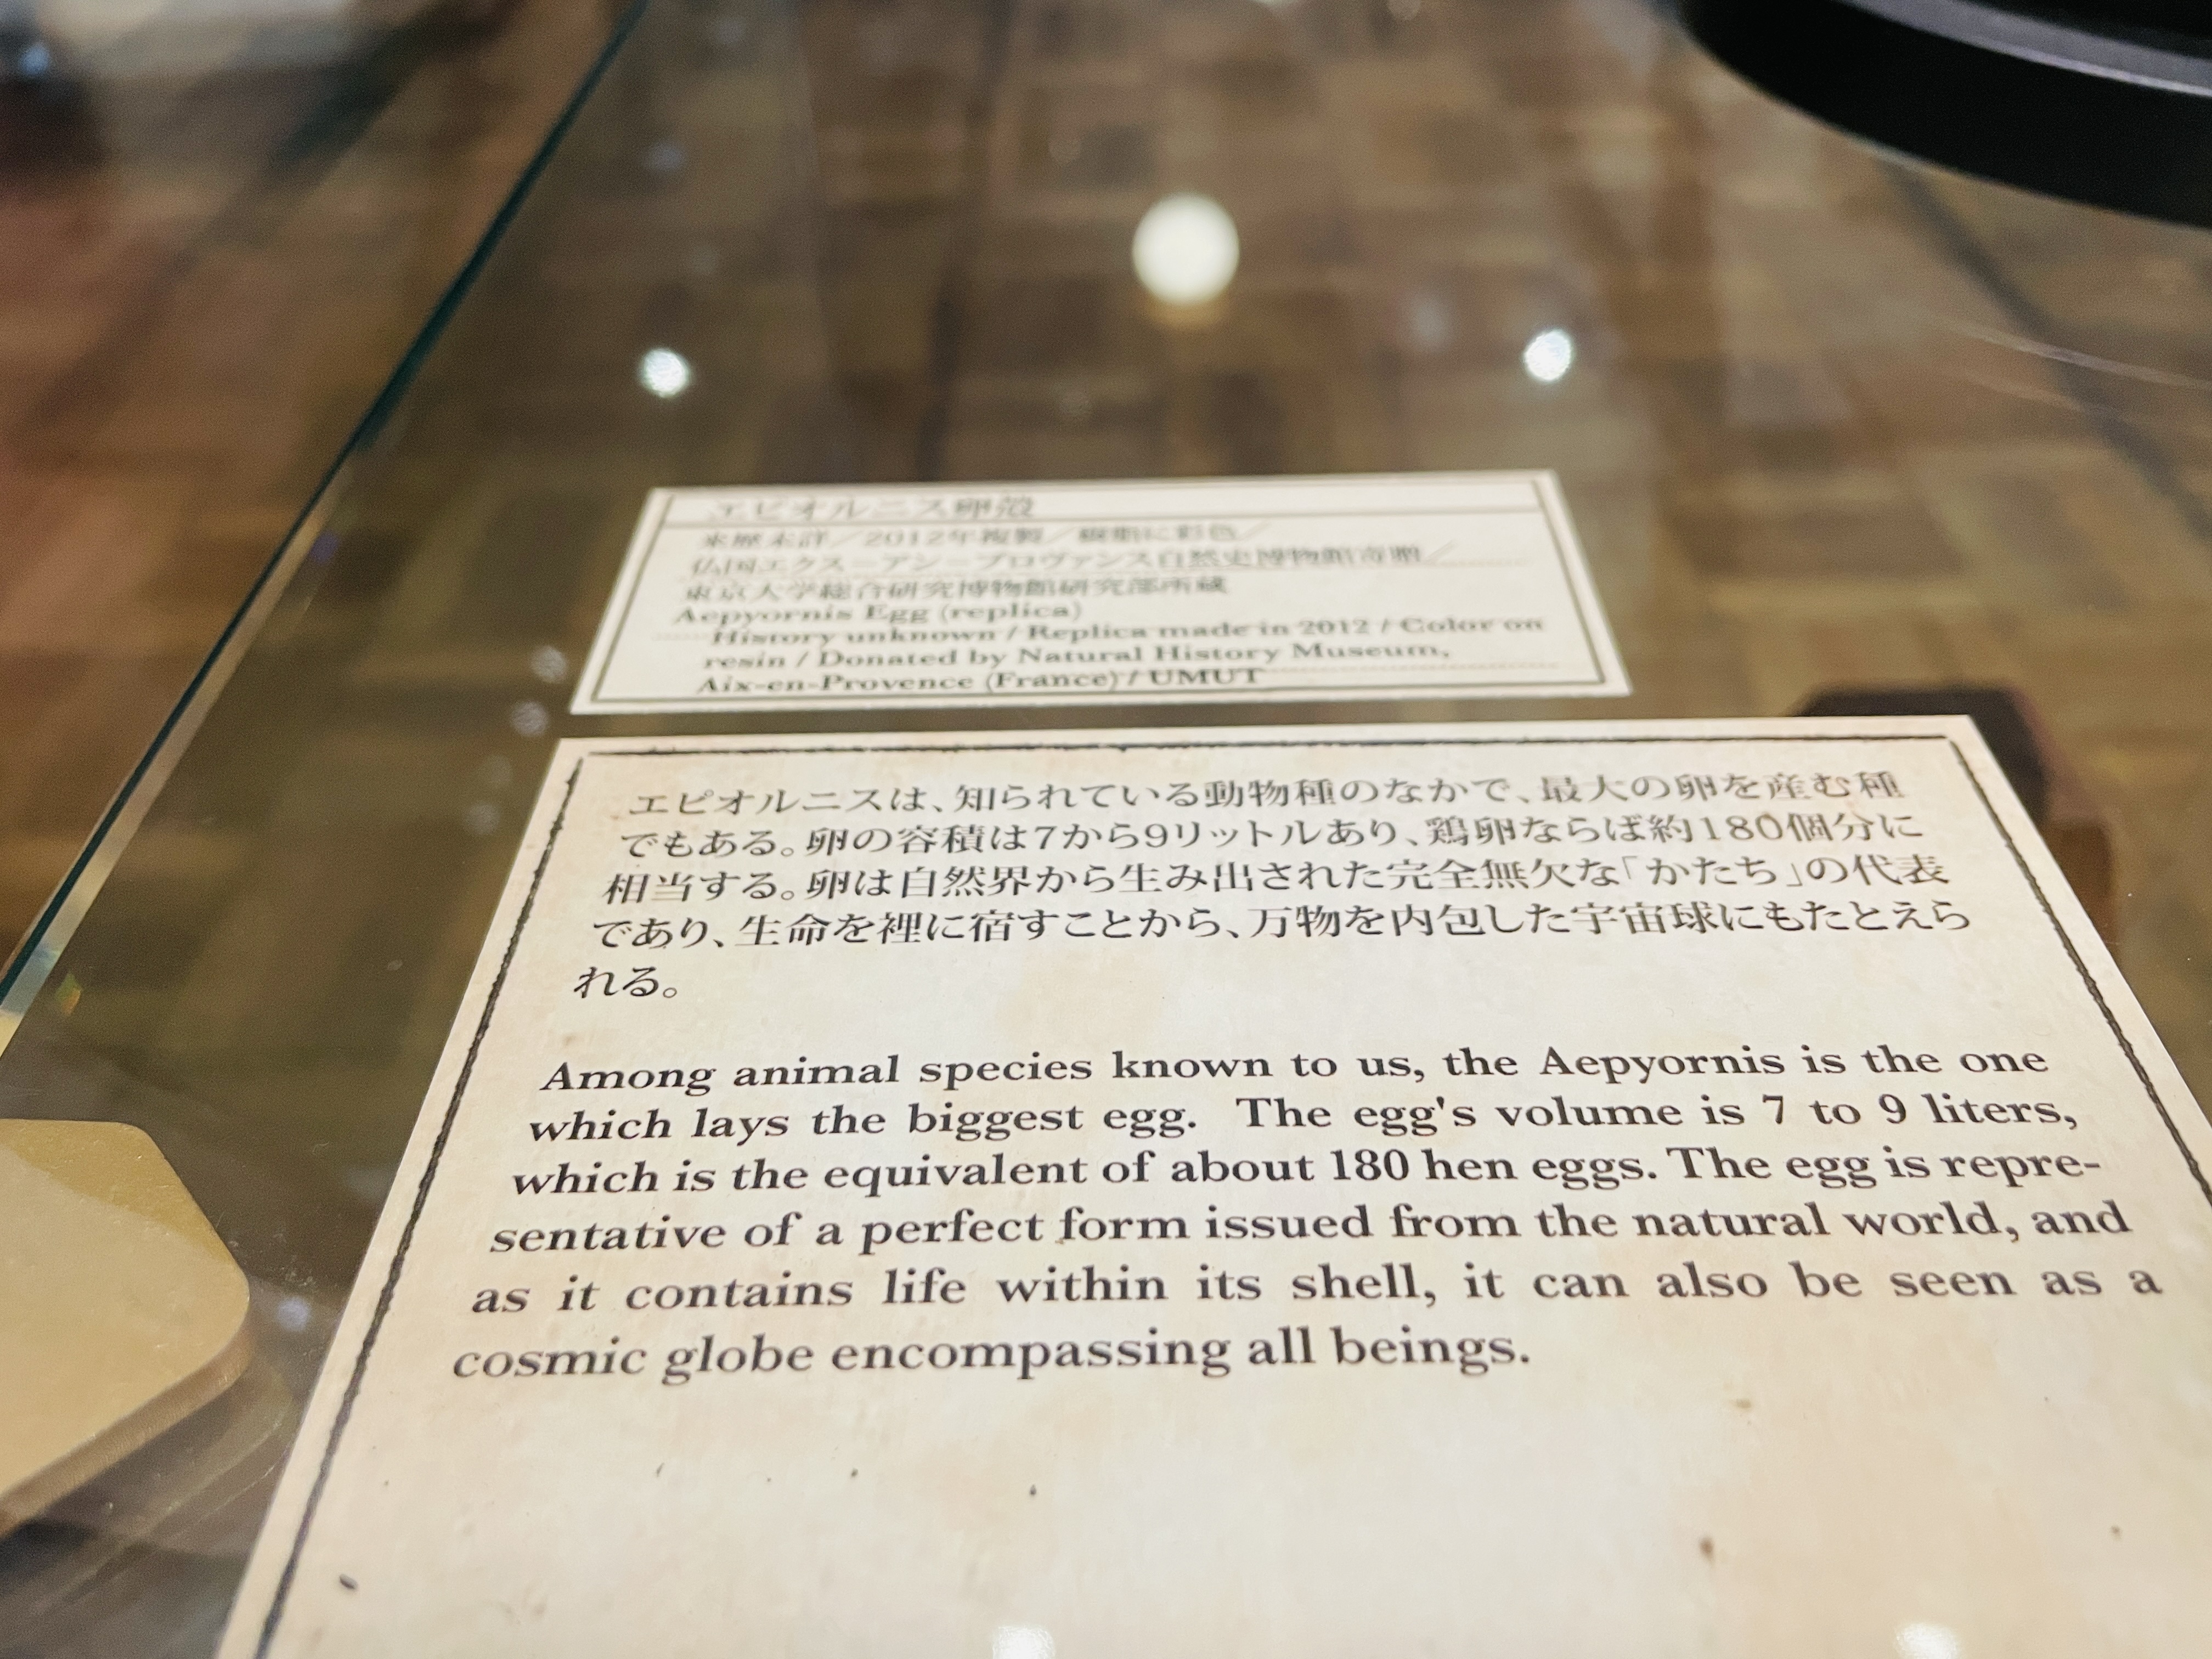 エピオルニス卵殻
来歴未詳／2012年複製／樹脂に彩色／
仏国エクス＝アン＝プロヴァンス自然史博物館寄贈／
東京大学総合研究博物館研究部所蔵
Aepyornis Egg (replica)
History unknown / Replica made in 2012 / Color on
resin / Donated by Natural History Museum,
Aix-en-Provence (France) / UMUT
エピオルニスは、知られている動物種のなかで、最大の卵を産む種
でもある。卵の容積は7から9リットルあり、鶏卵ならば約180個分に
相当する。卵は自然界から生み出された完全無欠な「かたち」の代表
であり、生命を裡に宿すことから、万物を内包した宇宙球にもたとえら
れる。
Among animal species known to us, the Aepyornis is the one
which lays the biggest egg. The egg's volume is 7 to 9 liters,
which is the equivalent of about 180 hen eggs. The egg is repre-
sentative of a perfect form issued from the natural world, and
as it contains life within its shell, it can also be seen as a
cosmic globe encompassing all beings.